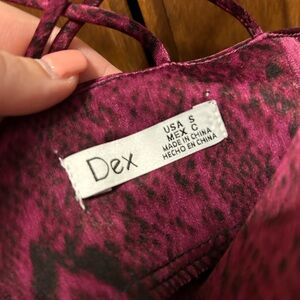 Dex
USA S
MEX C
MADE IN CHINA
HECHO EN CHINA